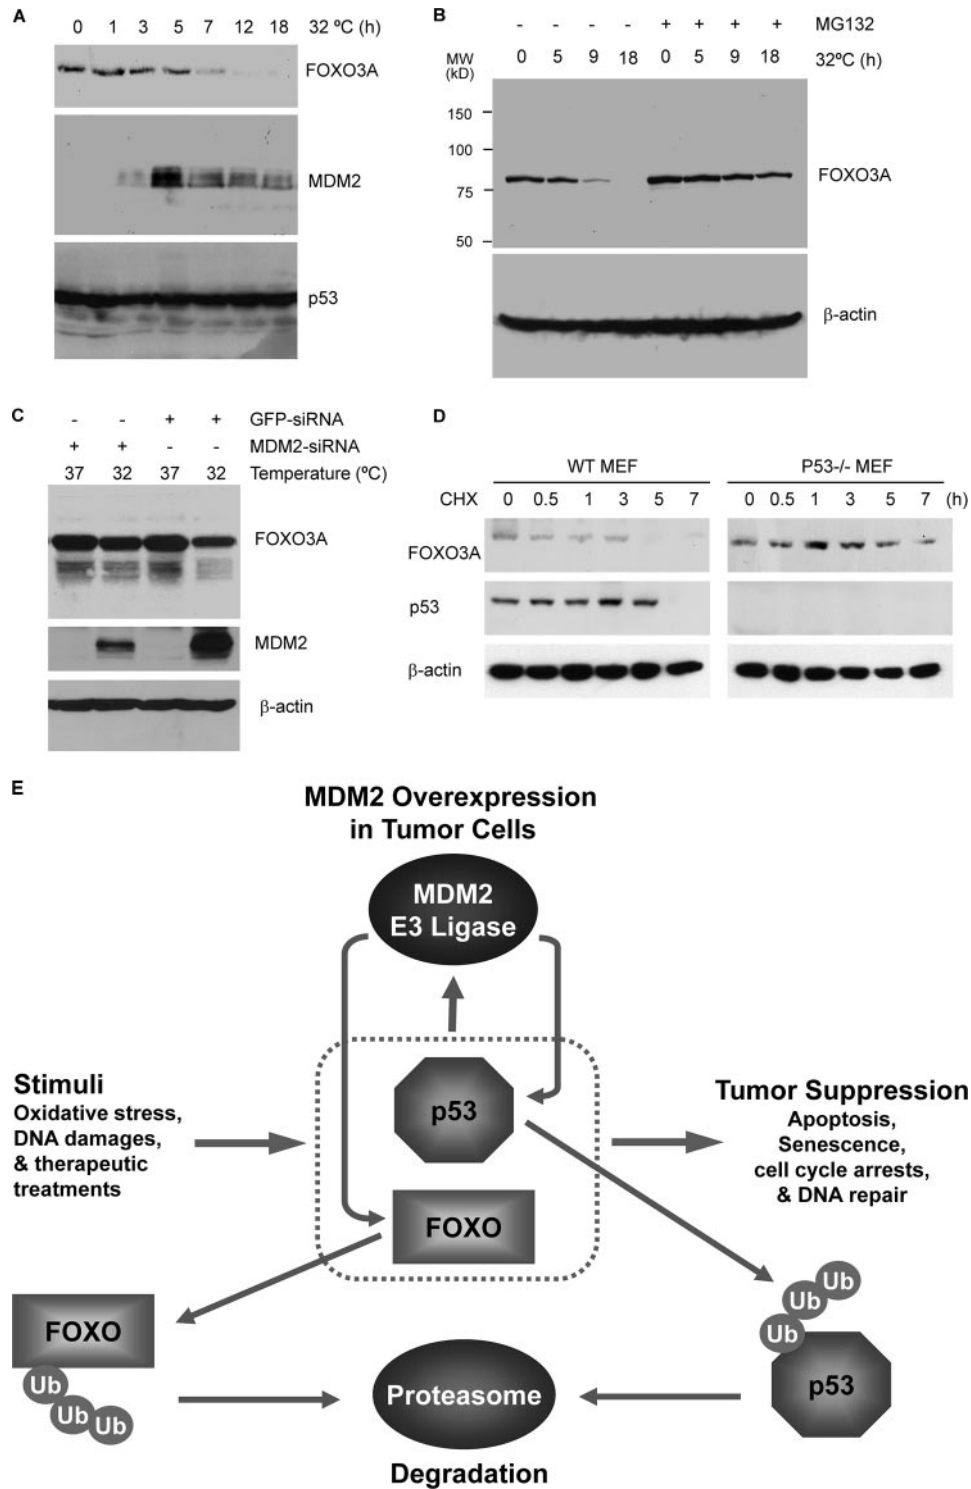 A
0 1 3 5 7 12 18 32 ºC (h)
FOXO3A
MDM2
p53
B
- - - - + + + + MG132
MW
(kD)
0 5 9 18 0 5 9 18 32ºC (h)
150
100
75
50
FOXO3A
β-actin
C
- - + + GFP-siRNA
+ + - - MDM2-siRNA
37 32 37 32 Temperature (ºC)
FOXO3A
MDM2
β-actin
D
WT MEF P53-/- MEF
CHX 0 0.5 1 3 5 7 0 0.5 1 3 5 7 (h)
FOXO3A
p53
β-actin
E
MDM2 Overexpression
in Tumor Cells
MDM2
E3 Ligase
Stimuli
Oxidative stress,
DNA damages,
& therapeutic
treatments
p53
FOXO
Tumor Suppression
Apoptosis,
Senescence,
cell cycle arrests,
& DNA repair
FOXO
Ub
Ub
Ub
Proteasome
Degradation
Ub
Ub
Ub
p53